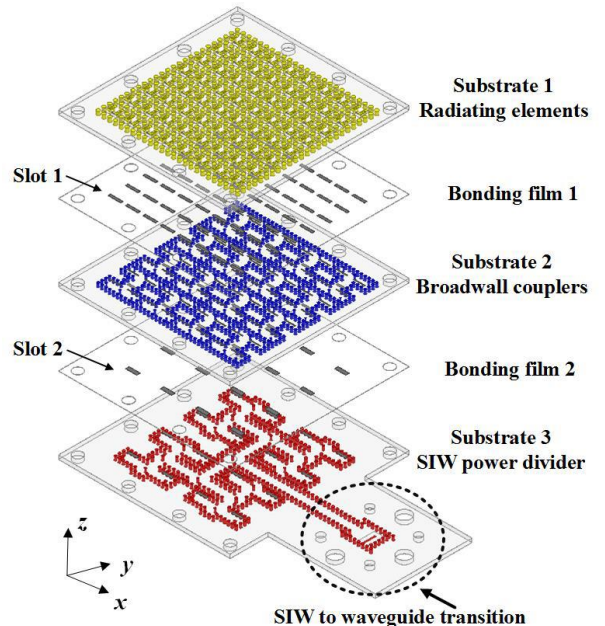 Substrate 1
Radiating elements
Slot 1
Bonding film 1
Substrate 2
Broadwall couplers
Slot 2
Bonding film 2
Substrate 3
SIW power divider
z
y
x
SIW to waveguide transition